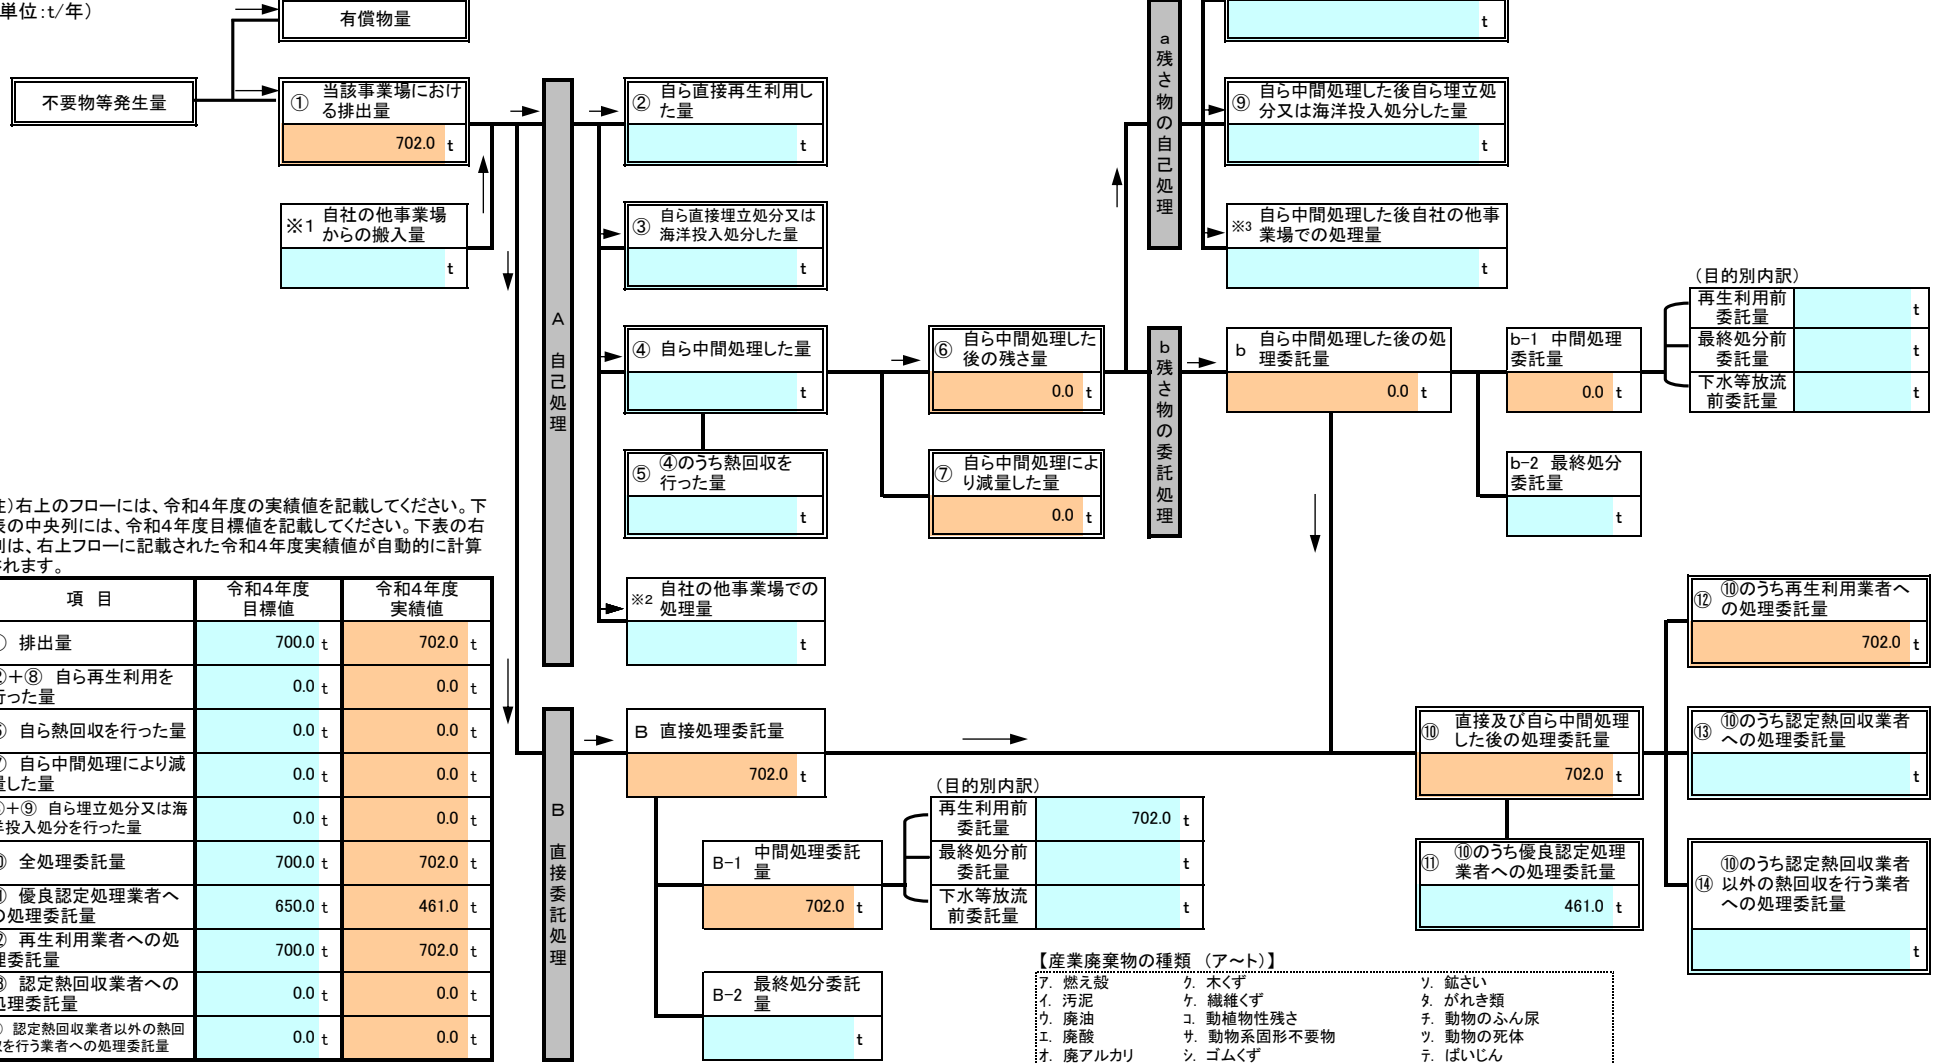 単位:t/年)
有償物量
不要物等発生量
① 当該事業場におけ
る排出量
702.0 t
※1 自社の他事業場
からの搬入量
t
A 自己処理
② 自ら直接再生利用し
た量
t
③ 自ら直接埋立処分又は
海洋投入処分した量
t
④ 自ら中間処理した量
t
⑤ ④のうち熱回収を
行った量
t
※2 自社の他事業場での
処理量
t
⑥ 自ら中間処理した
後の残さ量
0.0 t
⑦ 自ら中間処理によ
り減量した量
0.0 t
a 残さ物の自己処理
t
⑨ 自ら中間処理した後自ら埋立処
分又は海洋投入処分した量
t
※3 自ら中間処理した後自社の他事
業場での処理量
t
b 残さ物の委託処理
b 自ら中間処理した後の処
理委託量
0.0 t
b-1 中間処理
委託量
0.0 t
(目的別内訳)
再生利用前
委託量 t
最終処分前
委託量 t
下水等放流
前委託量 t
b-2 最終処分
委託量
t
注)右上のフローには、令和4年度の実績値を記載してください。下
表の中央列には、令和4年度目標値を記載してください。下表の右
列は、右上フローに記載された令和4年度実績値が自動的に計算
されます。
項 目 令和4年度
目標値 令和4年度
実績値
排出量 700.0 t 702.0 t
+⑧ 自ら再生利用を
行った量 0.0 t 0.0 t
自ら熱回収を行った量 0.0 t 0.0 t
自ら中間処理により減
量した量 0.0 t 0.0 t
+⑨ 自ら埋立処分又は海
洋投入処分を行った量 0.0 t 0.0 t
全処理委託量 700.0 t 702.0 t
優良認定処理業者へ
の処理委託量 650.0 t 461.0 t
再生利用業者への処
理委託量 700.0 t 702.0 t
認定熱回収業者への
処理委託量 0.0 t 0.0 t
認定熱回収業者以外の熱回
収を行う業者への処理委託量 0.0 t 0.0 t
B 直接委託処理
B 直接処理委託量
702.0 t
B-1 中間処理委託
量
702.0 t
(目的別内訳)
再生利用前
委託量 702.0 t
最終処分前
委託量 t
下水等放流
前委託量 t
B-2 最終処分委託
量
t
⑩ 直接及び自ら中間処理
した後の処理委託量
702.0 t
⑪ ⑩のうち優良認定処理
業者への処理委託量
461.0 t
⑫ ⑩のうち再生利用業者へ
の処理委託量
702.0 t
⑬ ⑩のうち認定熱回収業者
への処理委託量
t
⑭ ⑩のうち認定熱回収業者
以外の熱回収を行う業者
への処理委託量
t
【産業廃棄物の種類 (ア~ト)】
ア. 燃え殻 ク. 木くず ソ. 鉱さい
イ. 汚泥 ケ. 繊維くず タ. がれき類
ウ. 廃油 コ. 動植物性残さ チ. 動物のふん尿
エ. 廃酸 サ. 動物系固形不要物 ツ. 動物の死体
オ. 廃アルカリ シ. ゴムくず テ. ばいじん